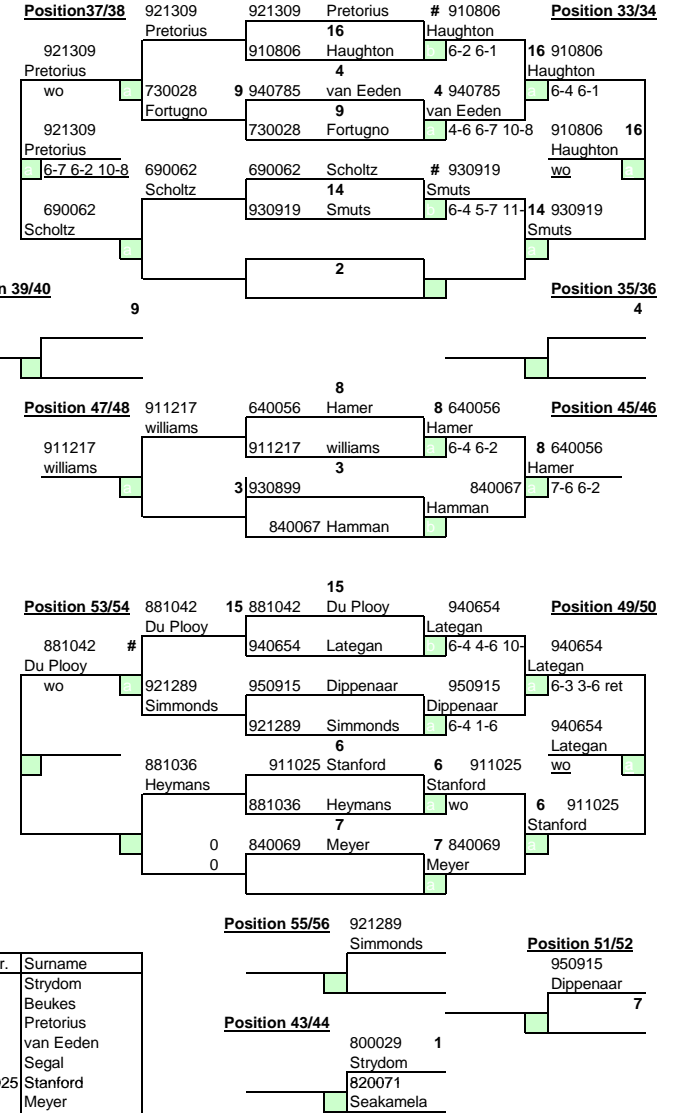 Position37/38 921309 921309 Pretorius # 910806 Position 33/34
Pretorius 16 Haughton
921309 910806 Haughton 6-2 6-1 16 910806
Pretorius 4 Haughton
wo 730028 9 940785 van Eeden 4 940785 6-4 6-1
Fortugno 9 van Eeden
921309 730028 Fortugno 4-6 6-7 10-8 910806 16
Pretorius Haughton
6-7 6-2 10-8 690062 690062 Scholtz # 930919 wo
Scholtz 14 Smuts
690062 930919 Smuts 6-4 5-7 11- 14 930919
Scholtz Smuts
2
n 39/40 Position 35/36
9 4
8
Position 47/48 911217 640056 Hamer 8 640056 Position 45/46
williams Hamer
911217 911217 williams 6-4 6-2 8 640056
williams 3 Hamer
3 930899 840067 7-6 6-2
Hamman
840067 Hamman
15
Position 53/54 881042 15 881042 Du Plooy 940654 Position 49/50
Du Plooy Lategan
881042 # 940654 Lategan 6-4 4-6 10- 940654
Du Plooy Lategan
wo 921289 950915 Dippenaar 950915 6-3 3-6 ret
Simmonds Dippenaar
921289 Simmonds 6-4 1-6 940654
6 Lategan
881036 911025 Stanford 6 911025 wo
Heymans Stanford
881036 Heymans wo 6 911025
7 Stanford
0 840069 Meyer 7 840069
0 Meyer
Position 55/56 921289
Simmonds Position 51/52
r. Surname 950915
Strydom Dippenaar
Beukes 7
Pretorius Position 43/44
van Eeden 800029 1
Segal Strydom
025 Stanford 820071
Meyer Seakamela